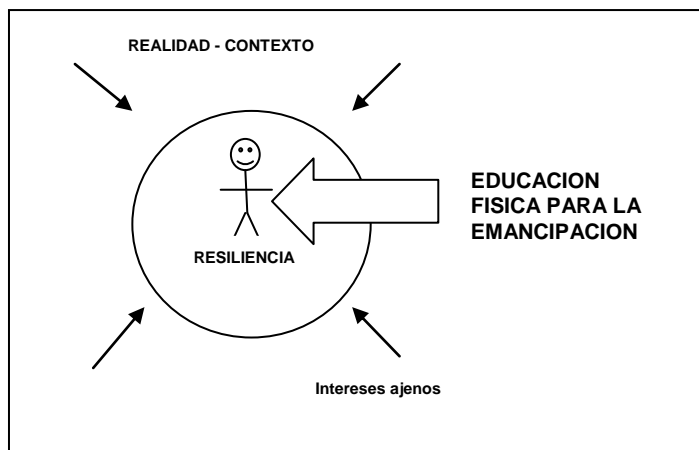 REALIDAD - CONTEXTO
EDUCACION
FISICA PARA LA
EMANCIPACION
RESILIENCIA
Intereses ajenos